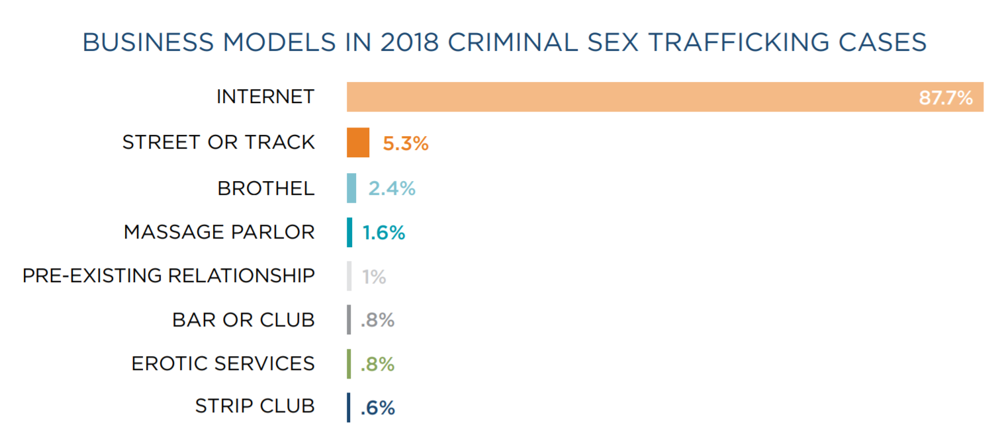 BUSINESS MODELS IN 2018 CRIMINAL SEX TRAFFICKING CASES
INTERNET 87.7%
STREET OR TRACK 5.3%
BROTHEL 2.4%
MASSAGE PARLOR 1.6%
PRE-EXISTING RELATIONSHIP 1%
BAR OR CLUB .8%
EROTIC SERVICES .8%
STRIP CLUB .6%